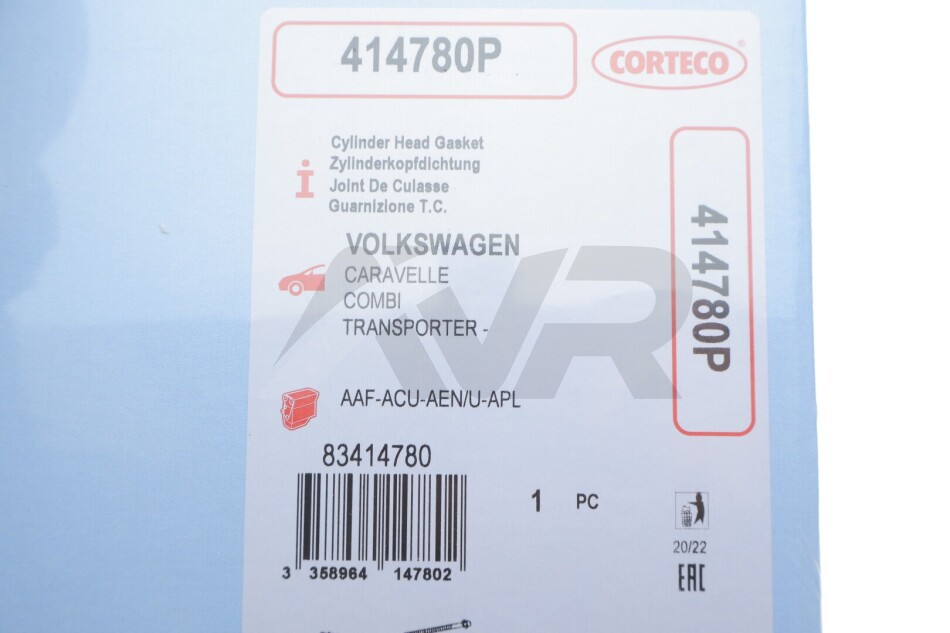 414780P
CORTECO®
Cylinder Head Gasket
Zylinderkopfdichtung
Joint De Culasse
Guarnizione T.C.
VOLKSWAGEN
CARAVELLE
COMBI
TRANSPORTER -
AVR
414780P
AAF-ACU-AEN/U-APL
83414780
1 PC
3 358964 147802
20/22
EAC